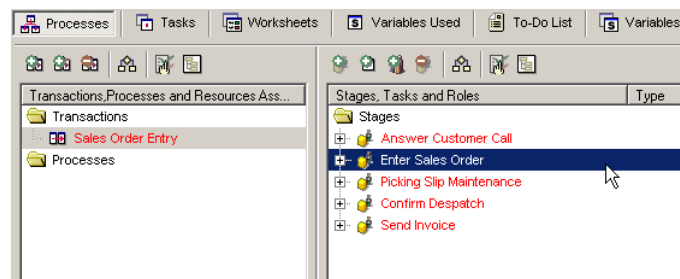 Processes Tasks Worksheets Variables Used To-Do List Variables
Transactions,Processes and Resources Ass...
Transactions
Sales Order Entry
Processes
Stages, Tasks and Roles Type
Stages
Answer Customer Call
Enter Sales Order
Picking Slip Maintenance
Confirm Despatch
Send Invoice